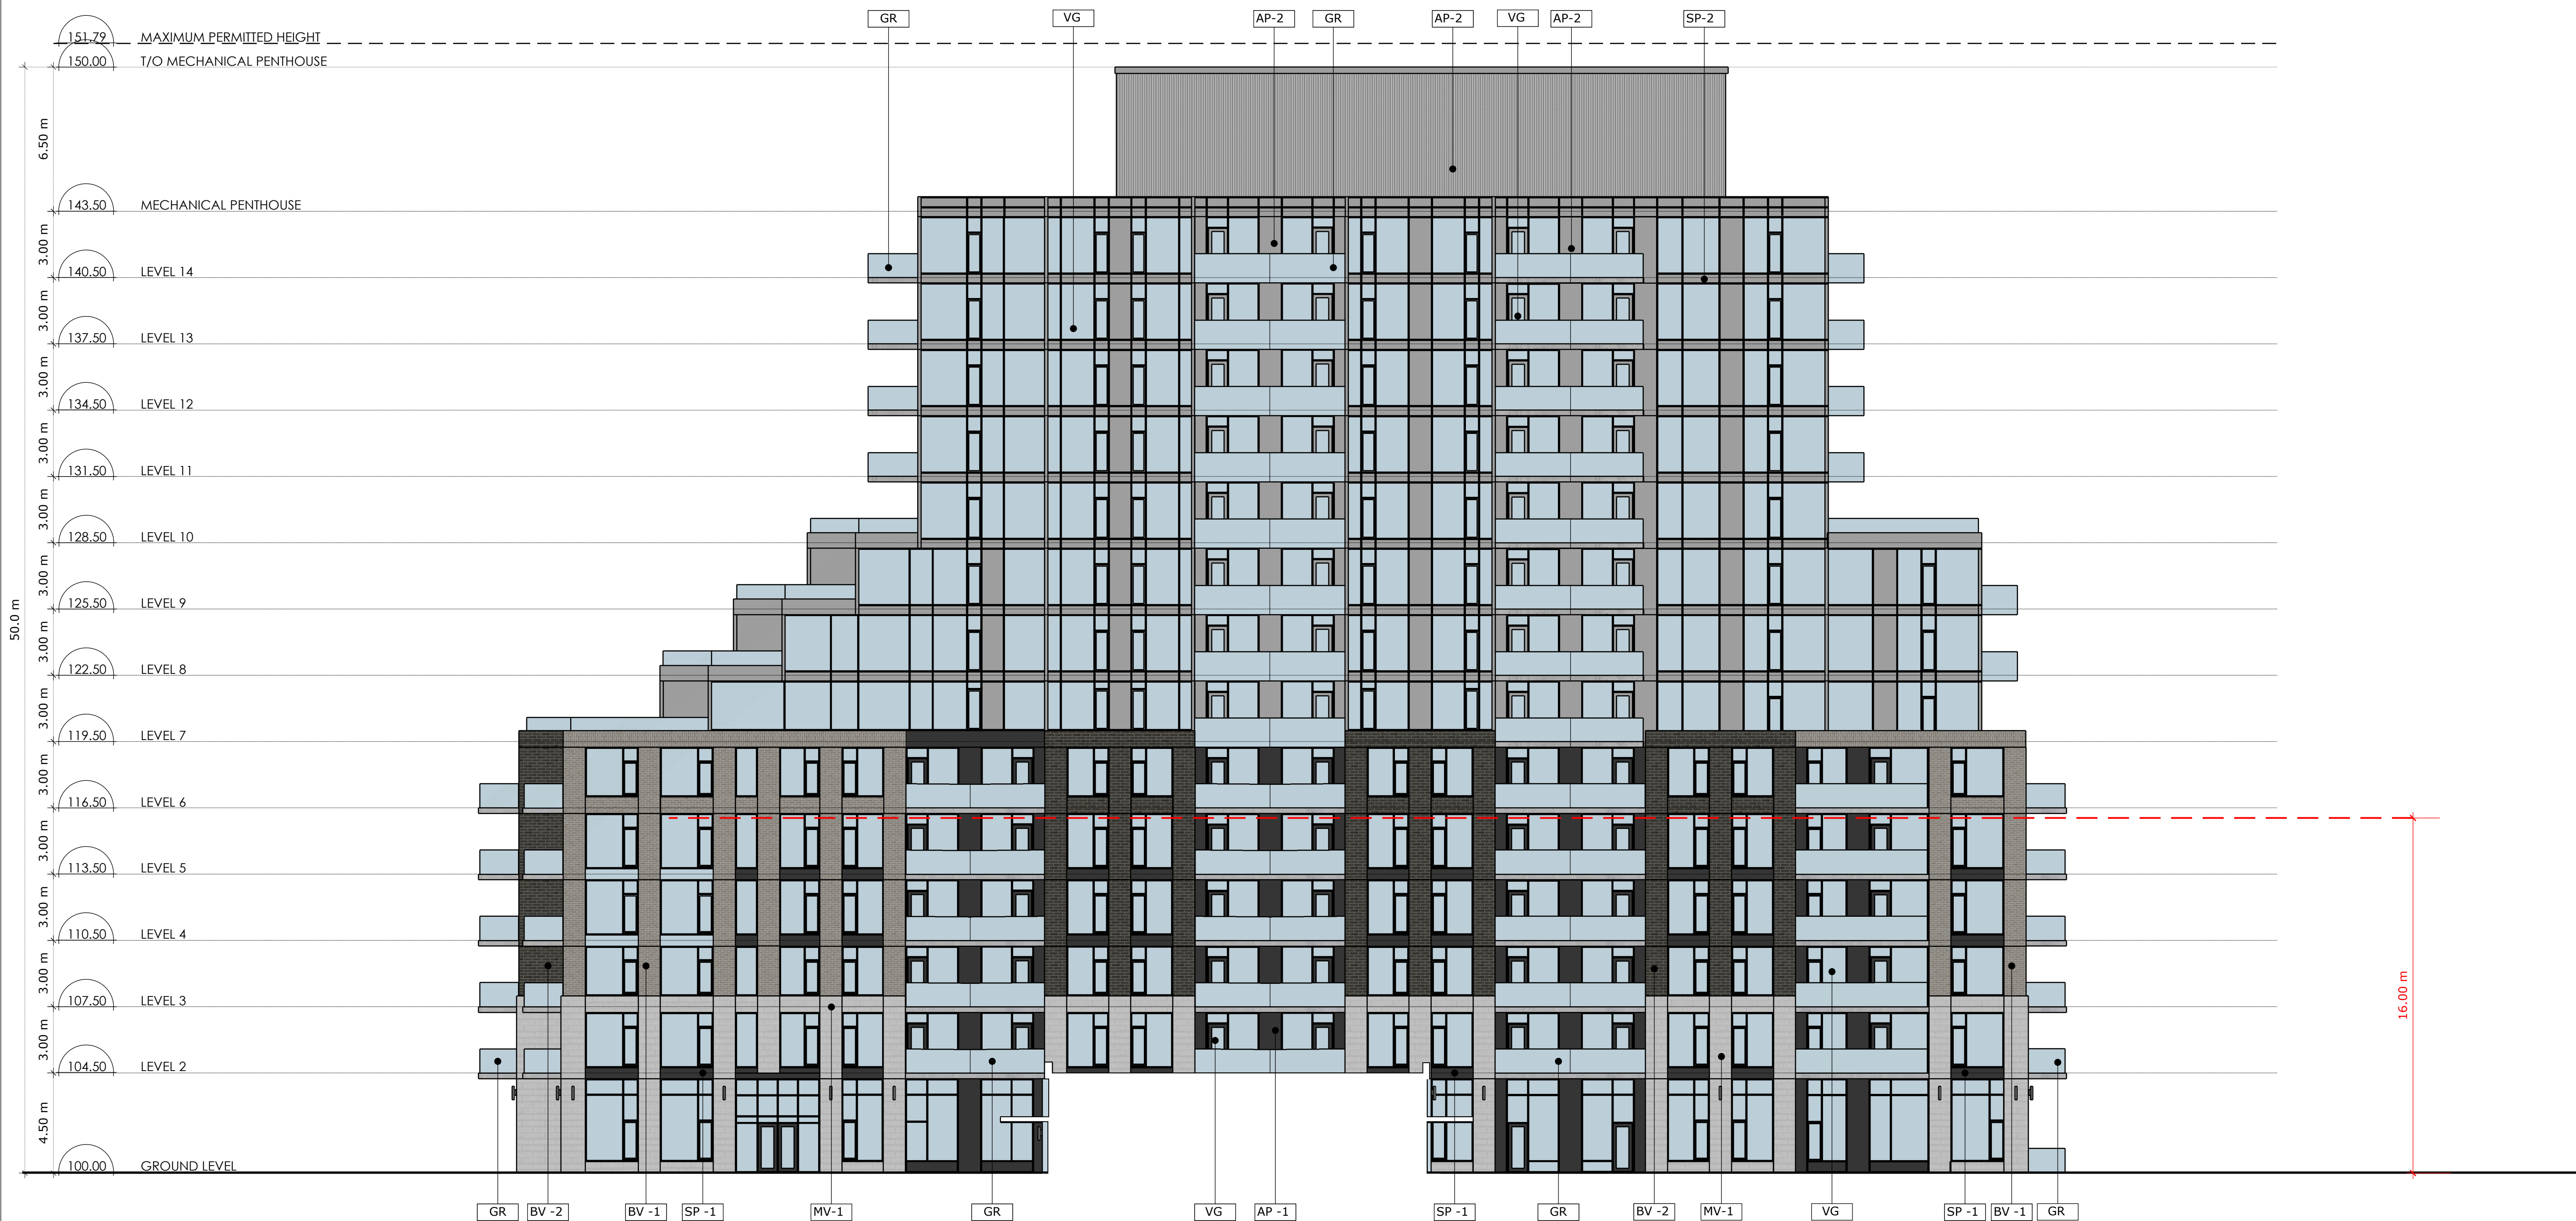 GR VG AP-2 GR AP-2 VG AP-2 SP-2
151.79 MAXIMUM PERMITTED HEIGHT
150.00 T/O MECHANICAL PENTHOUSE
6.50 m
143.50 MECHANICAL PENTHOUSE
3.00 m
140.50 LEVEL 14
3.00 m
137.50 LEVEL 13
3.00 m
134.50 LEVEL 12
3.00 m
131.50 LEVEL 11
3.00 m
128.50 LEVEL 10
3.00 m
125.50 LEVEL 9
50.0 m
3.00 m
122.50 LEVEL 8
3.00 m
119.50 LEVEL 7
3.00 m
116.50 LEVEL 6
3.00 m
113.50 LEVEL 5
3.00 m
110.50 LEVEL 4
3.00 m
107.50 LEVEL 3
16.00 m
3.00 m
104.50 LEVEL 2
4.50 m
100.00 GROUND LEVEL
GR BV -2 BV -1 SP -1 MV-1 GR VG AP -1 SP -1 GR BV -2 MV-1 VG SP -1 BV -1 GR